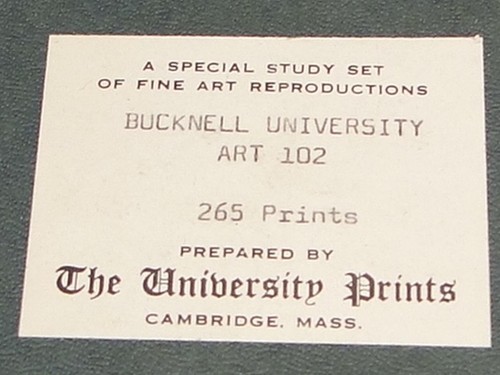 A SPECIAL STUDY SET
OF FINE ART REPRODUCTIONS
BUCKNELL UNIVERSITY
ART 102
265 Prints
PREPARED BY
The University Prints
CAMBRIDGE, MASS.